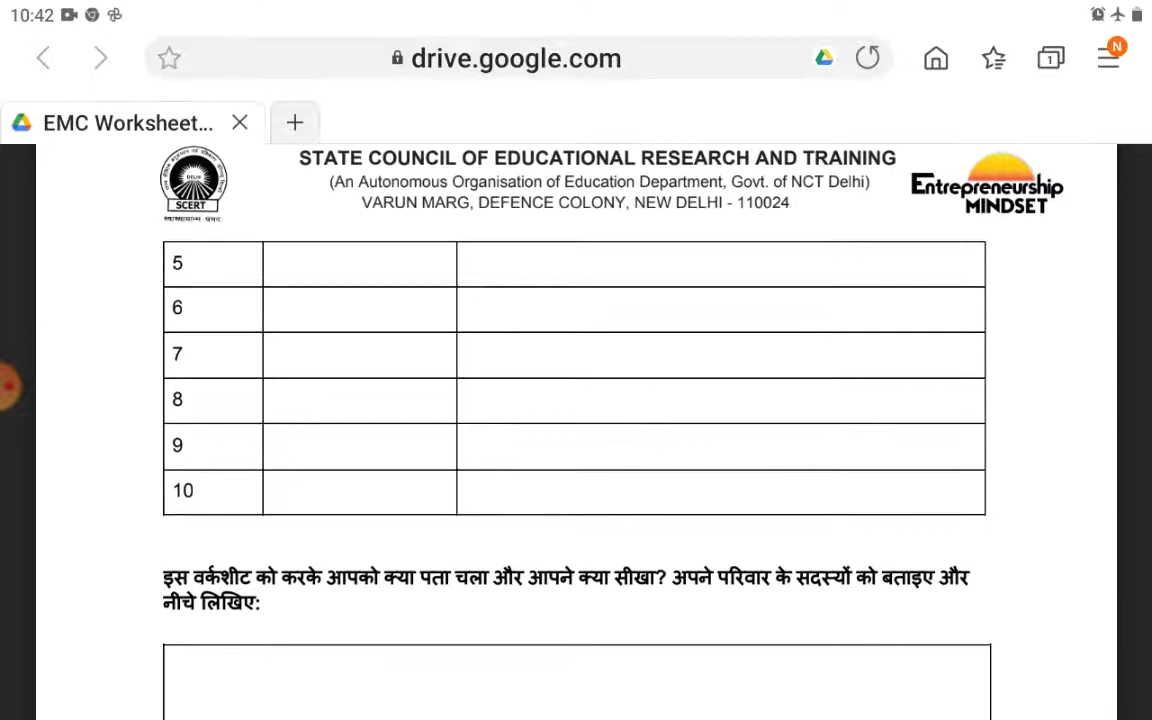 10:42
drive.google.com
1
N
EMC Worksheet...
DELHI
SCERT
STATE COUNCIL OF EDUCATIONAL RESEARCH AND TRAINING
(An Autonomous Organisation of Education Department, Govt. of NCT Delhi)
VARUN MARG, DEFENCE COLONY, NEW DELHI - 110024
Entrepreneurship
MINDSET
5
6
7
8
9
10
इस वर्कशीट को करके आपको क्या पता चला और आपने क्या सीखा? अपने परिवार के सदस्यों को बताइए और
नीचे लिखिए: